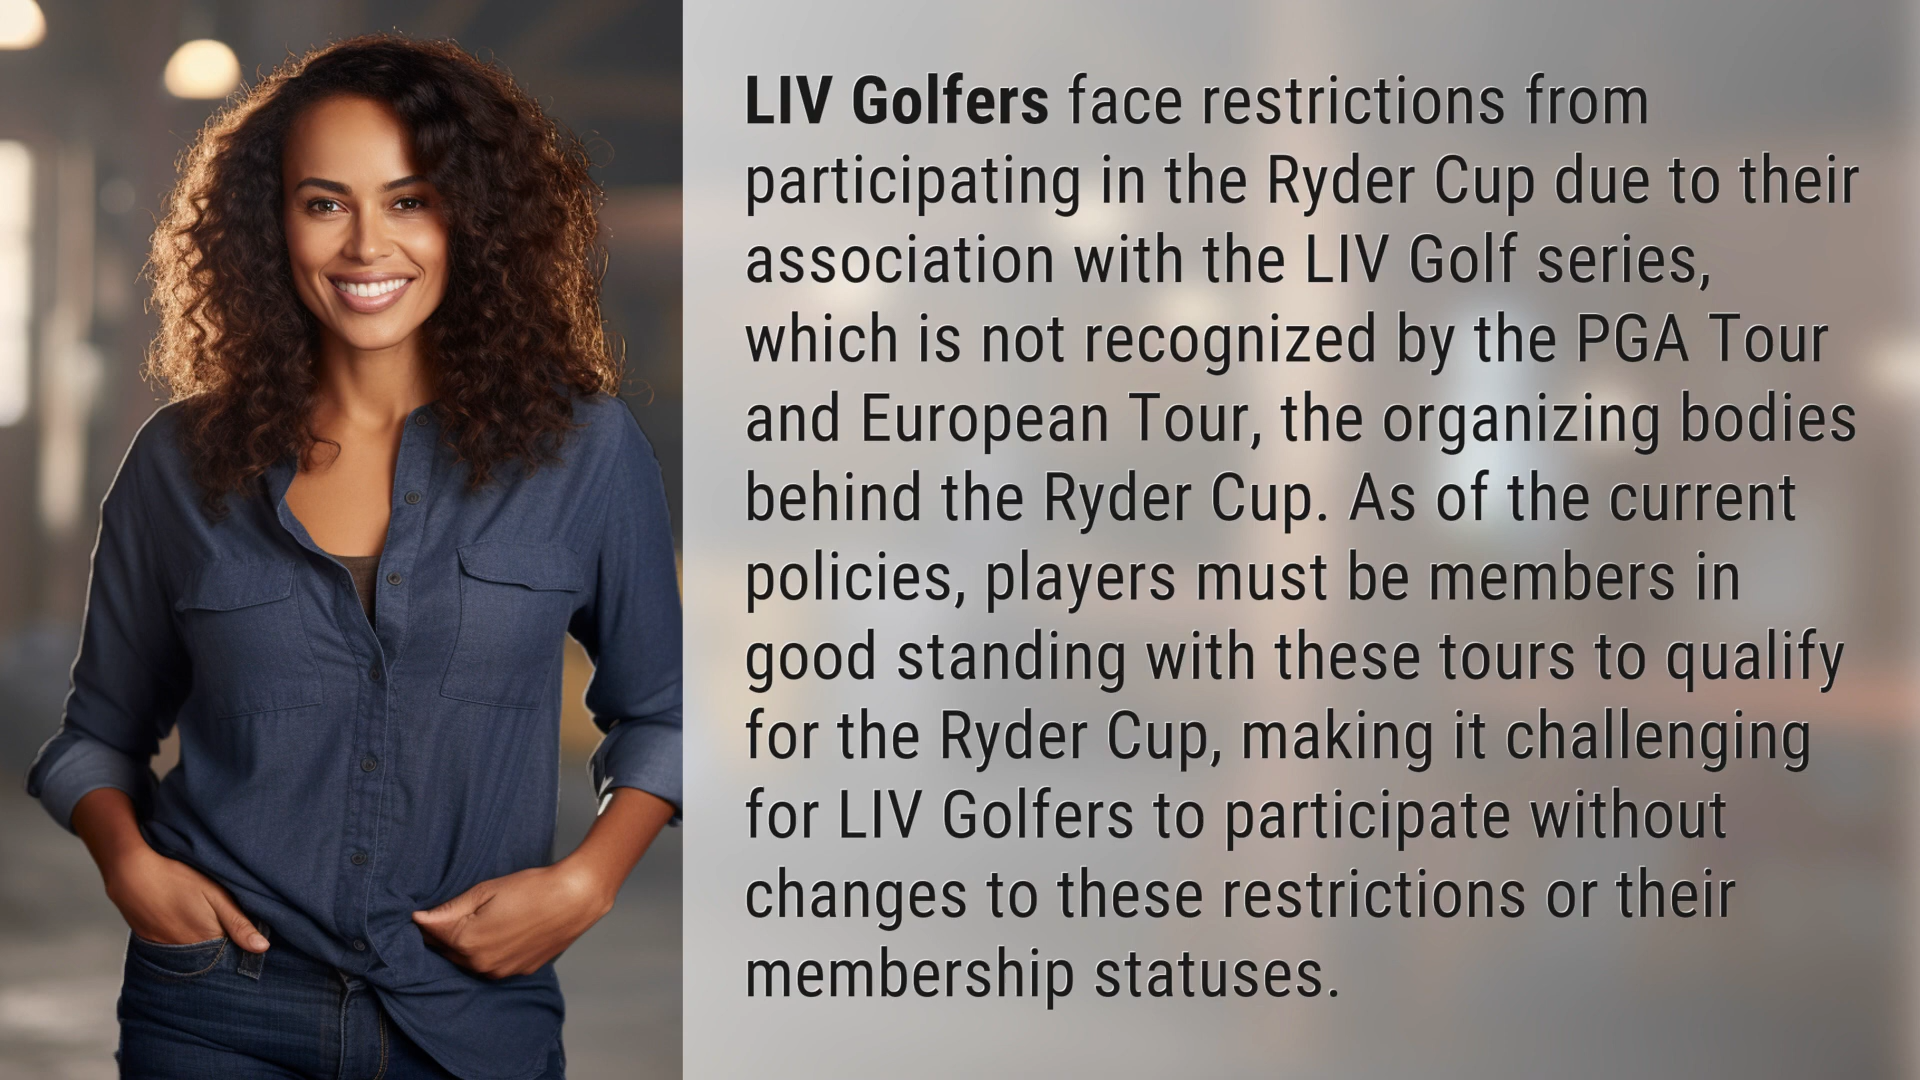 LIV Golfers face restrictions from
participating in the Ryder Cup due to their
association with the LIV Golf series,
which is not recognized by the PGA Tour
and European Tour, the organizing bodies
behind the Ryder Cup. As of the current
policies, players must be members in
good standing with these tours to qualify
for the Ryder Cup, making it challenging
for LIV Golfers to participate without
changes to these restrictions or their
membership statuses.